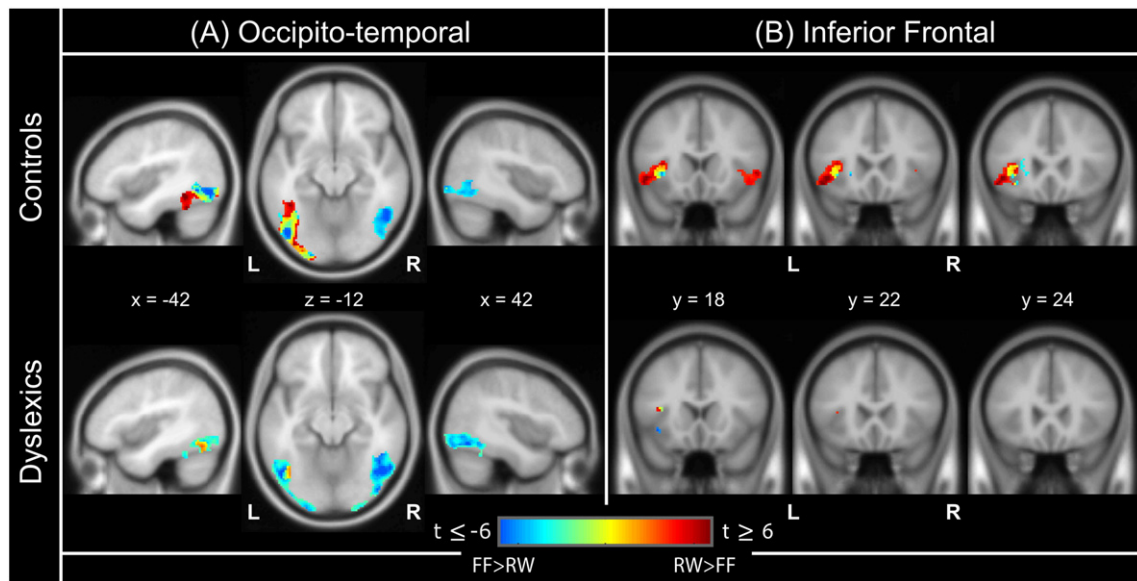 (A) Occipito-temporal
(B) Inferior Frontal
Controls
L R
L R
x = -42 z = -12 x = 42
y = 18 y = 22 y = 24
Dyslexics
L R
L R
t ≤ -6 t ≥ 6
FF>RW RW>FF